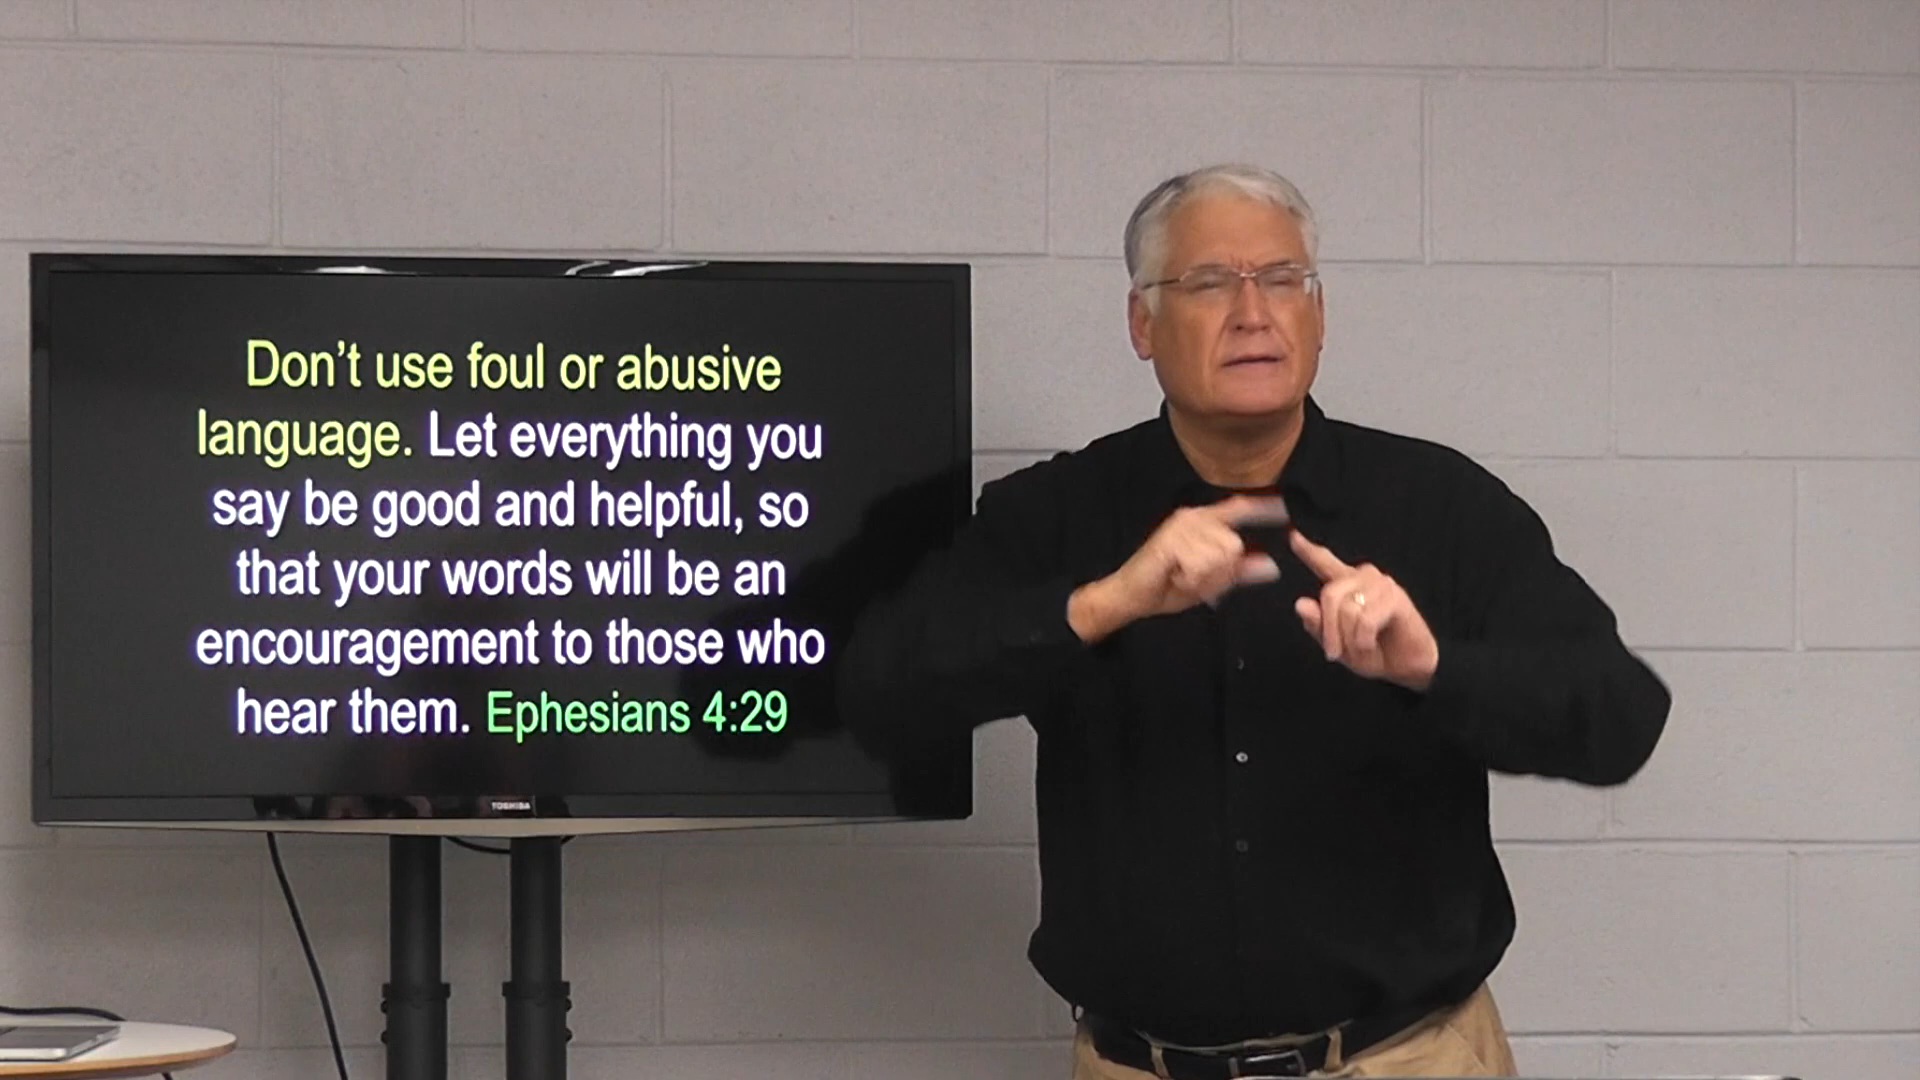 Don’t use foul or abusive
language. Let everything you
say be good and helpful, so
that your words will be an
encouragement to those who
hear them. Ephesians 4:29
TOSHIBA